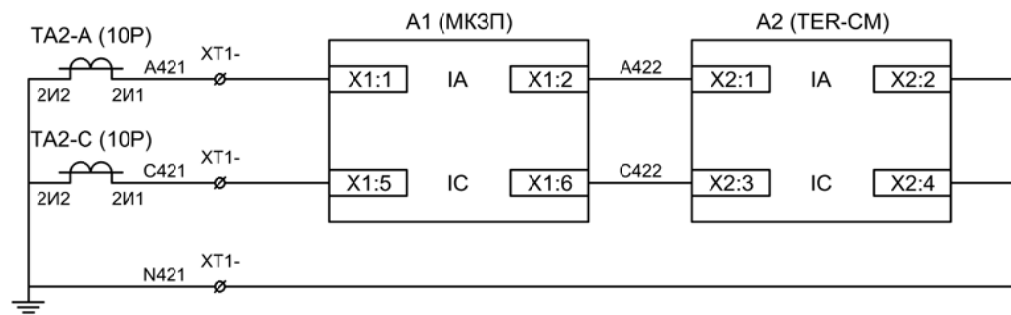 A1 (МКЗП)
A2 (TER-CM)
TA2-A (10P)
A421
XT1-
2И2
2И1
X1:1
IA
X1:2
A422
X2:1
IA
X2:2
TA2-C (10P)
C421
XT1-
2И2
2И1
X1:5
IC
X1:6
C422
X2:3
IC
X2:4
N421
XT1-